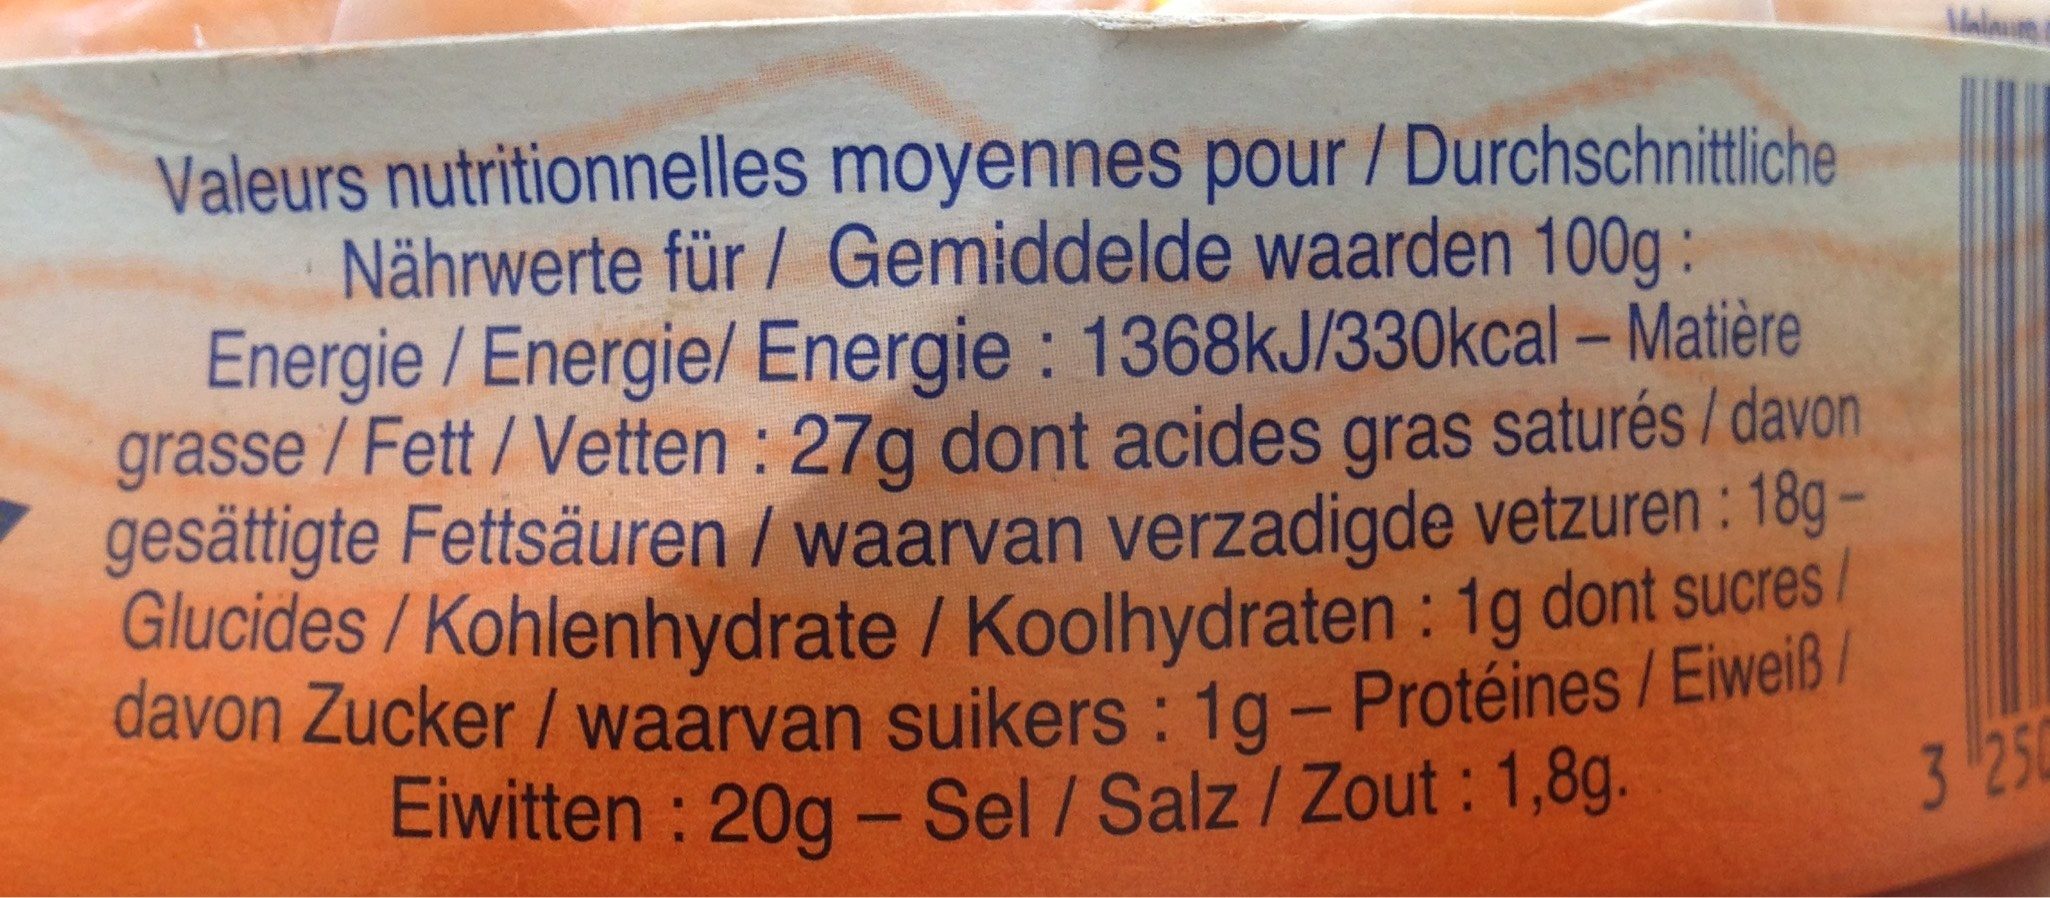 Valeurs nutritionnelles moyennes pour / Durchschnittliche
Nährwerte für / Gemiddelde waarden 100g :
Energie / Energie/ Energie : 1368kJ/330kcal – Matière
grasse / Fett / Vetten : 27g dont acides gras saturés / davon
gesättigte Fettsäuren / waarvan verzadigde vetzuren : 18g –
Glucides / Kohlenhydrate / Koolhydraten : 1g dont sucres /
davon Zucker / waarvan suikers : 1g – Protéines / Eiweiß /
Eiwitten : 20g – Sel / Salz / Zout : 1,8g.
3 250